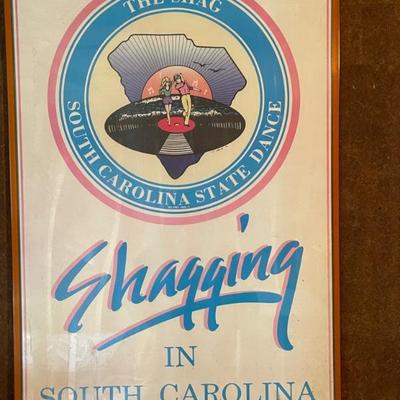 THE SHAG
SOUTH CAROLINA STATE DANCE
Shagging
IN
SOUTH CAROLINA